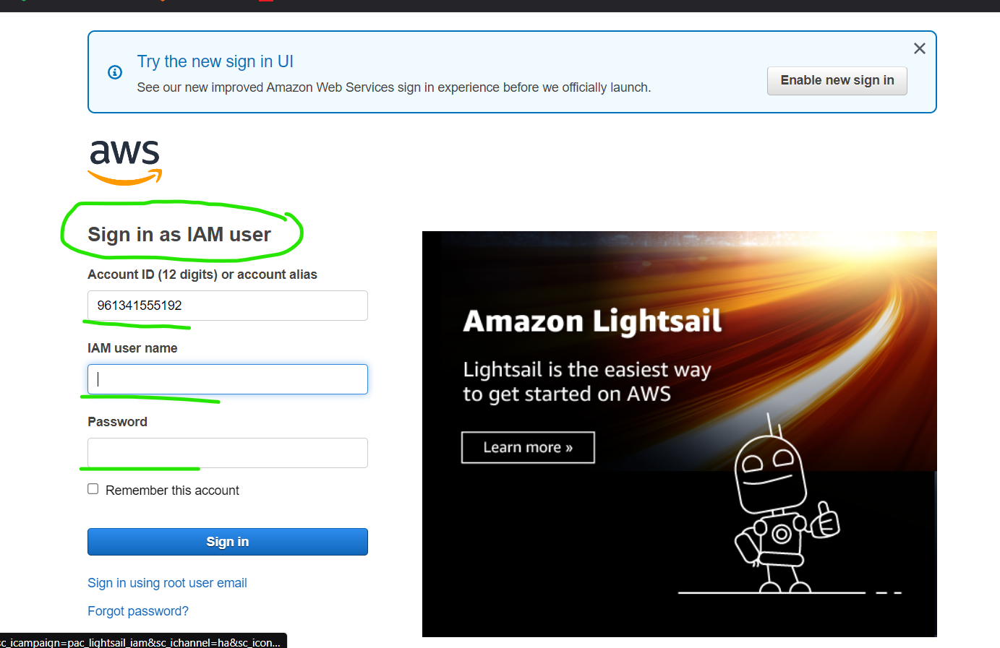 Try the new sign in UI
See our new improved Amazon Web Services sign in experience before we officially launch.
Enable new sign in
aws
Sign in as IAM user
Account ID (12 digits) or account alias
961341555192
IAM user name
Password
Remember this account
Sign in
Sign in using root user email
Forgot password?
Amazon Lightsail
Lightsail is the easiest way
to get started on AWS
Learn more »
sc_icampaign=pac_lightsail_iam&sc_ichannel=ha&sc_icon...